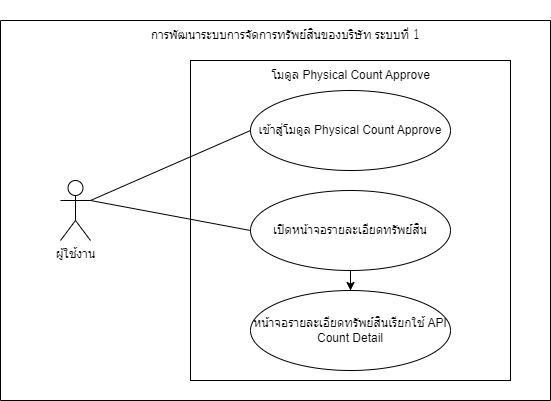 การพัฒนาระบบการจัดการทรัพย์สินของบริษัท ระบบที่ 1
โมดูล Physical Count Approve
เข้าสู่โมดูล Physical Count Approve
เปิดหน้าจอรายละเอียดทรัพย์สิน
ผู้ใช้งาน
หน้าจอรายละเอียดทรัพย์สินเรียกใช้ API
Count Detail